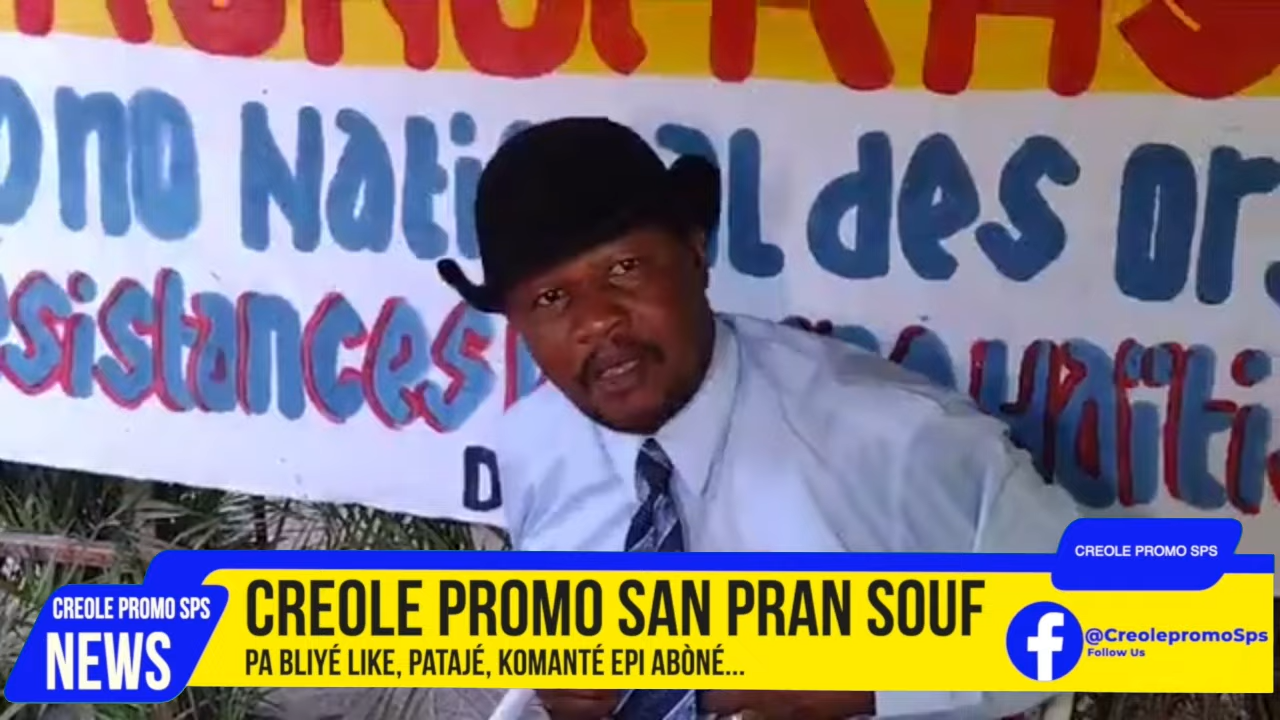 ono Nati al des or
sistances Haïti
D
CREOLE PROMO SPS
CREOLE PROMO SPS
NEWS
CREOLE PROMO SAN PRAN SOUF
PA BLIYÉ LIKE, PATAJÉ, KOMANTÉ EPI ABÒNÉ...
f @CreolepromoSps
Follow Us